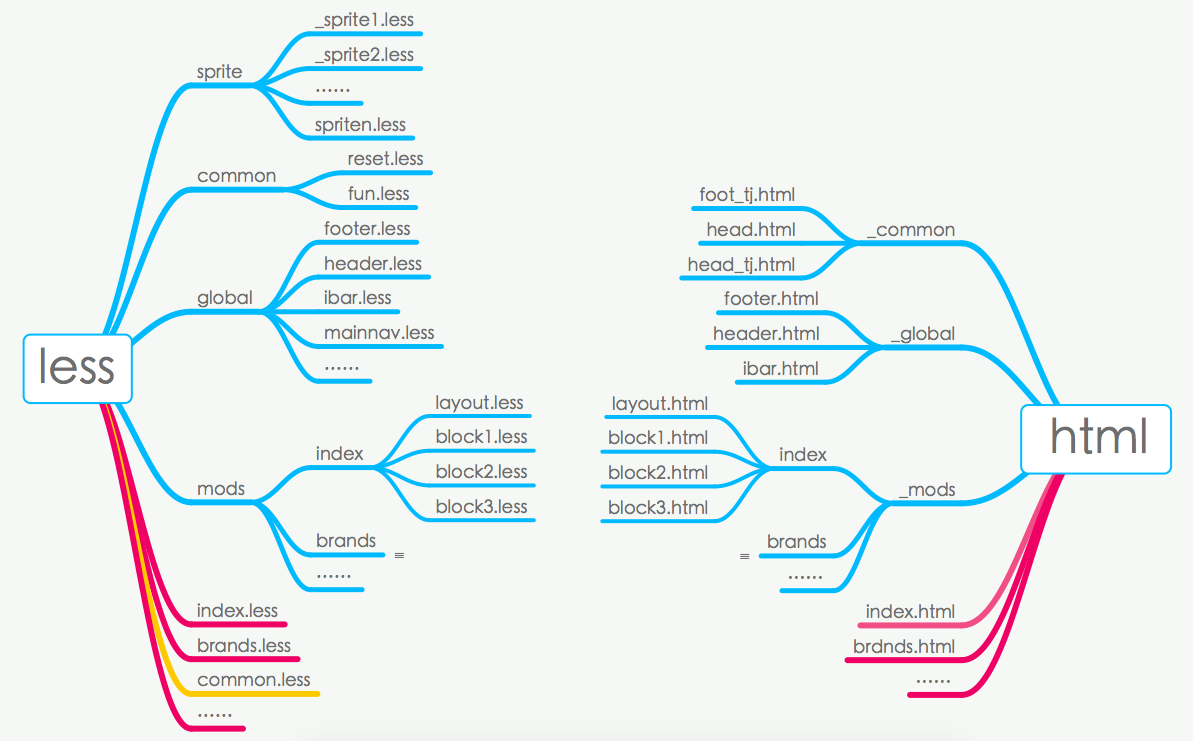 less
sprite
_sprite1.less
_sprite2.less
······
spriten.less
common
reset.less
fun.less
global
footer.less
header.less
ibar.less
mainnav.less
······
mods
index
layout.less
block1.less
block2.less
block3.less
brands
······
index.less
brands.less
common.less
······
html
_common
foot_tj.html
head.html
head_tj.html
_global
footer.html
header.html
ibar.html
_mods
index
layout.html
block1.html
block2.html
block3.html
brands
······
index.html
brdnds.html
······